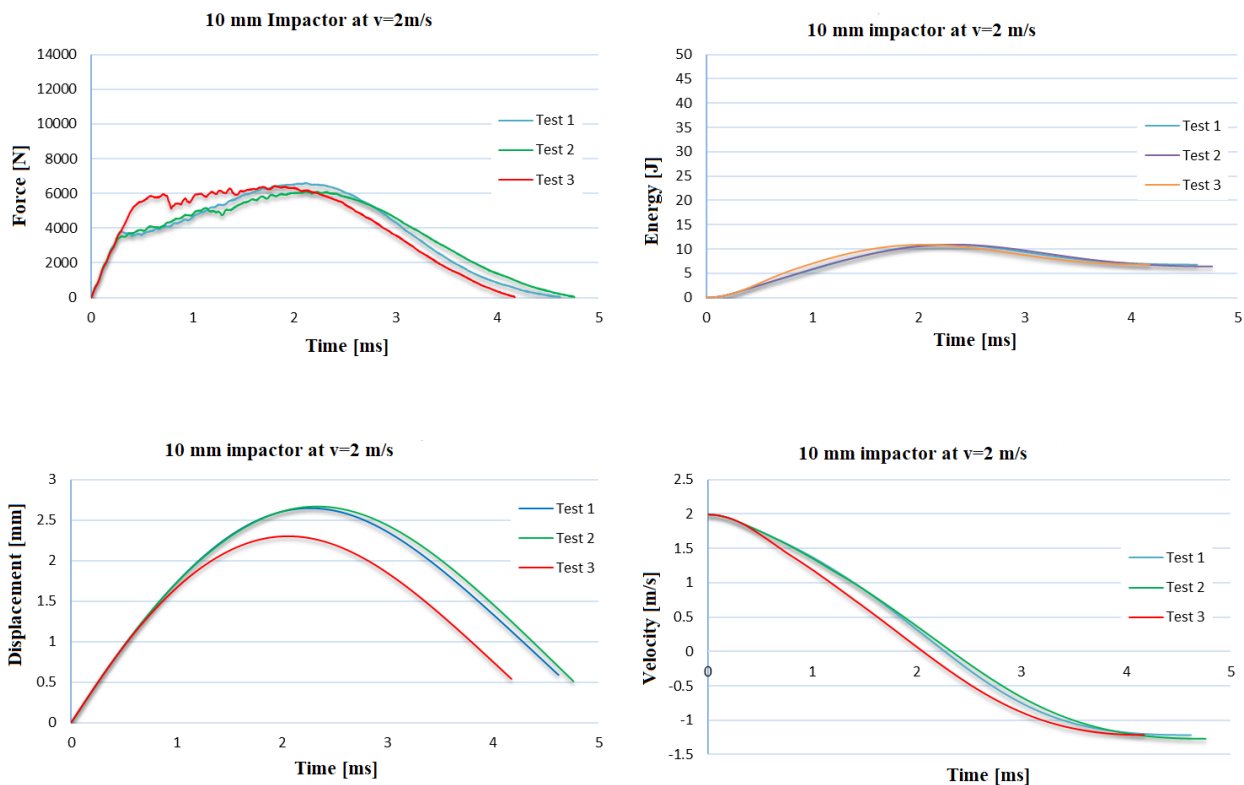 10 mm Impactor at v=2m/s
14000
12000
10000
8000
6000
4000
2000
0
Force [N]
Test 1
Test 2
Test 3
0 1 2 3 4 5
Time [ms]
10 mm impactor at v=2 m/s
50
45
40
35
30
25
20
15
10
5
0
Energy [J]
Test 1
Test 2
Test 3
0 1 2 3 4 5
Time [ms]
10 mm impactor at v=2 m/s
3
2.5
2
1.5
1
0.5
0
Displacement [mm]
Test 1
Test 2
Test 3
0 1 2 3 4 5
Time [ms]
10 mm impactor at v=2 m/s
2.5
2
1.5
1
0.5
0
-0.5
-1
-1.5
Velocity [m/s]
Test 1
Test 2
Test 3
0 1 2 3 4 5
Time [ms]